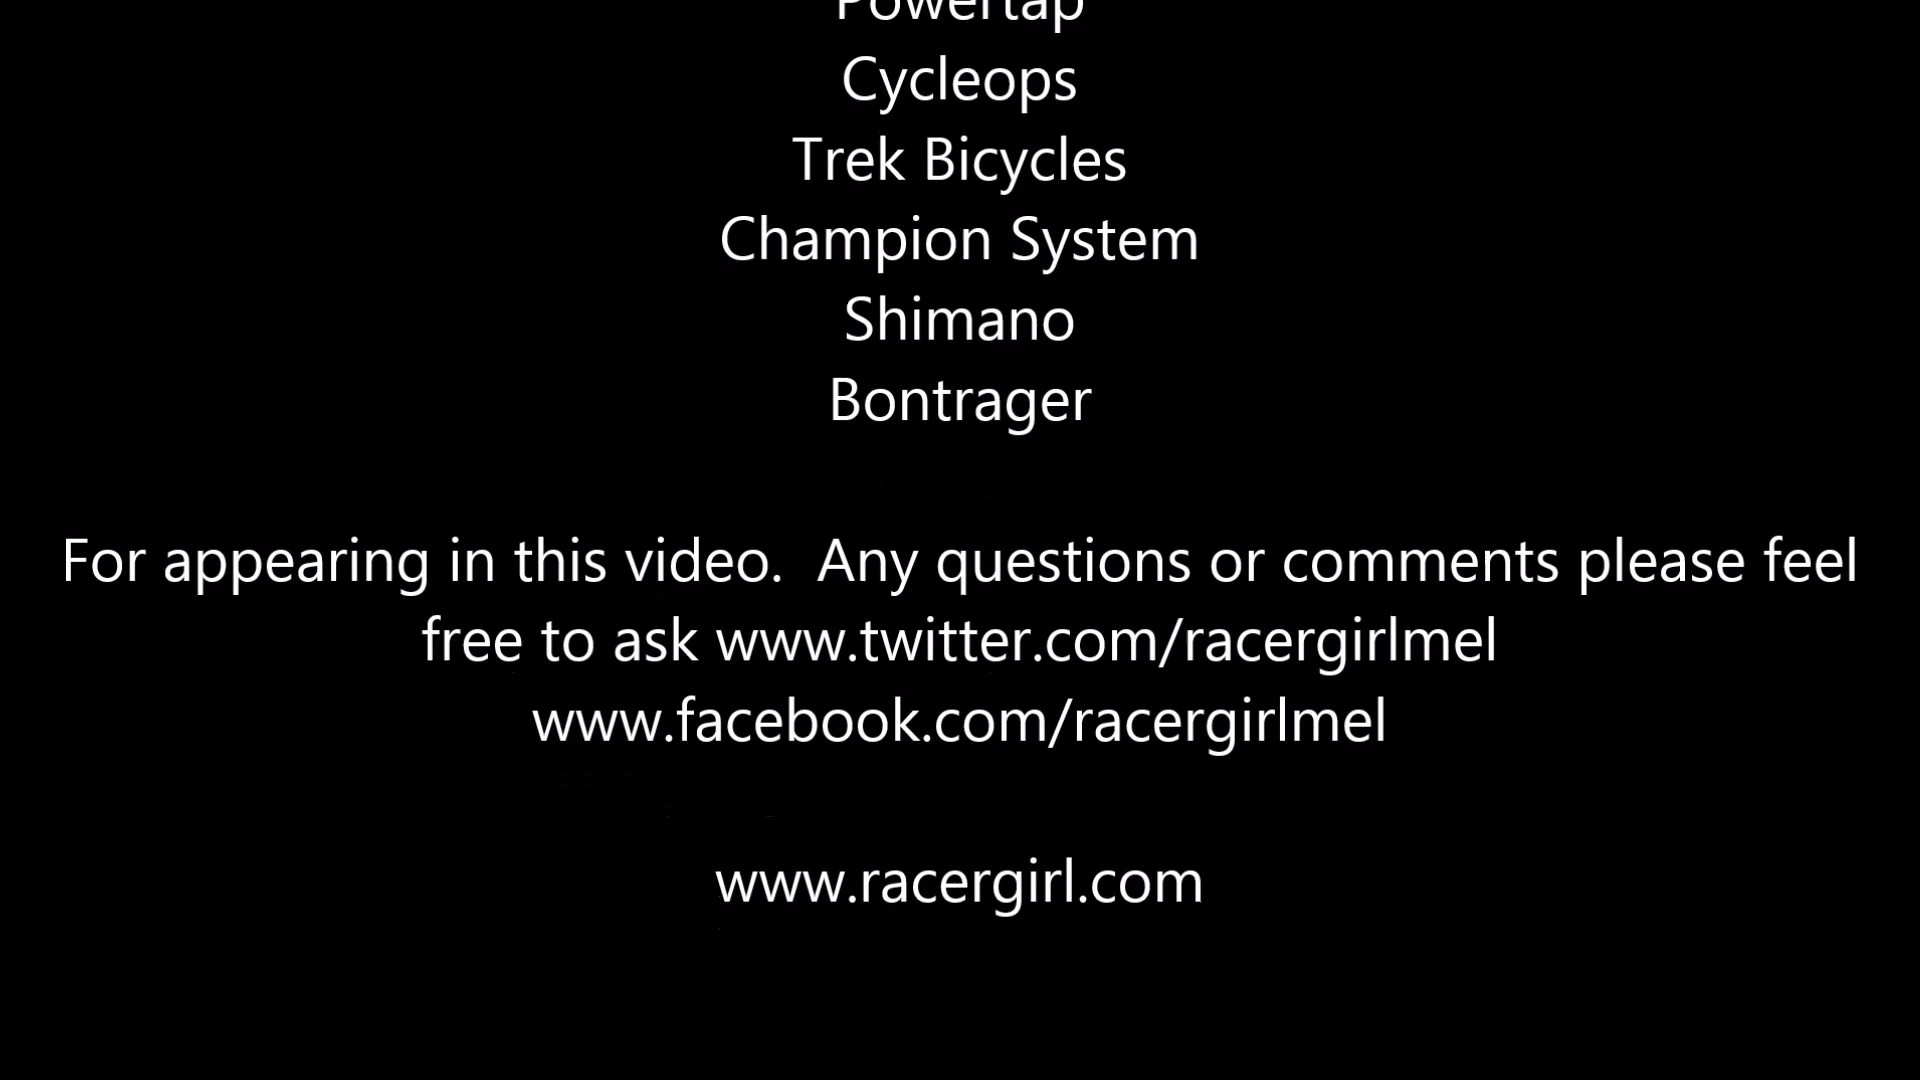 Powertap
Cycleops
Trek Bicycles
Champion System
Shimano
Bontrager
For appearing in this video.  Any questions or comments please feel
free to ask www.twitter.com/racergirlmel
www.facebook.com/racergirlmel
www.racergirl.com